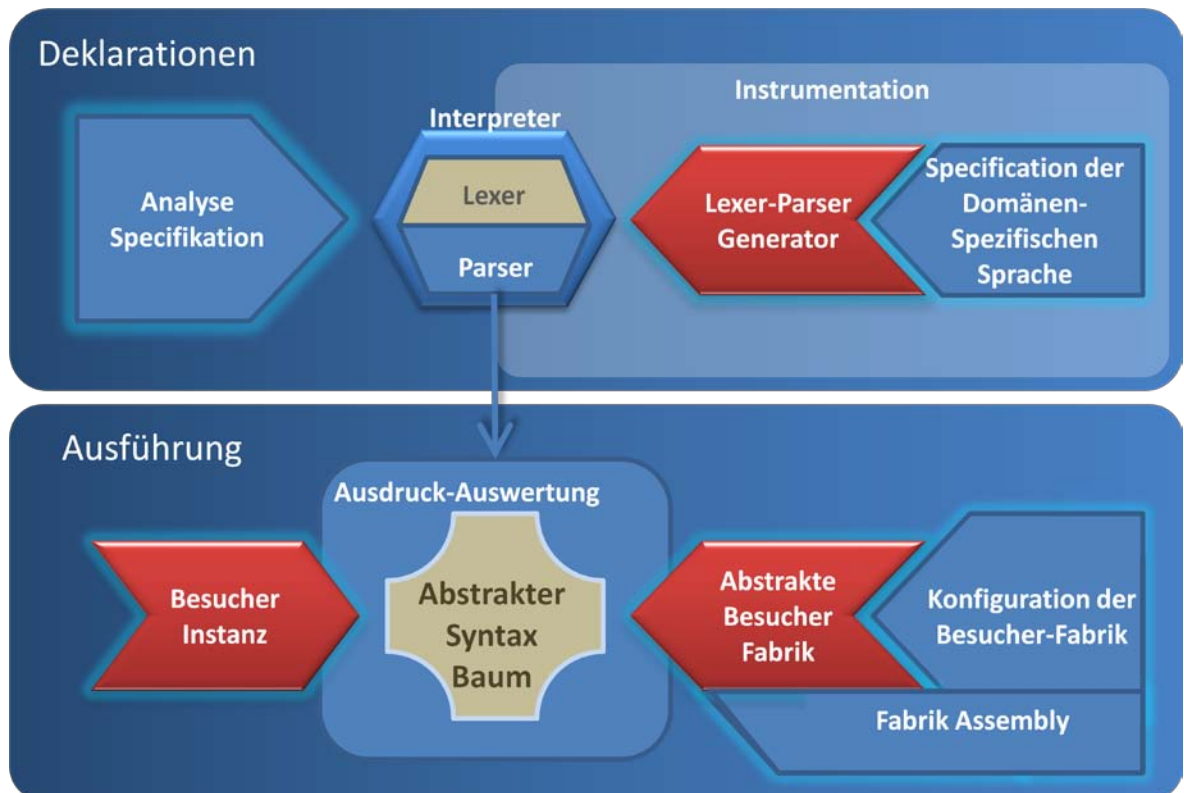 Deklarationen
Instrumentation
Interpreter
Analyse
Specifikation
Lexer
Parser
Lexer-Parser
Generator
Specification der
Domänen-
Spezifischen
Sprache
Ausführung
Ausdruck-Auswertung
Besucher
Instanz
Abstrakter
Syntax
Baum
Abstrakte
Besucher
Fabrik
Konfiguration der
Besucher-Fabrik
Fabrik Assembly